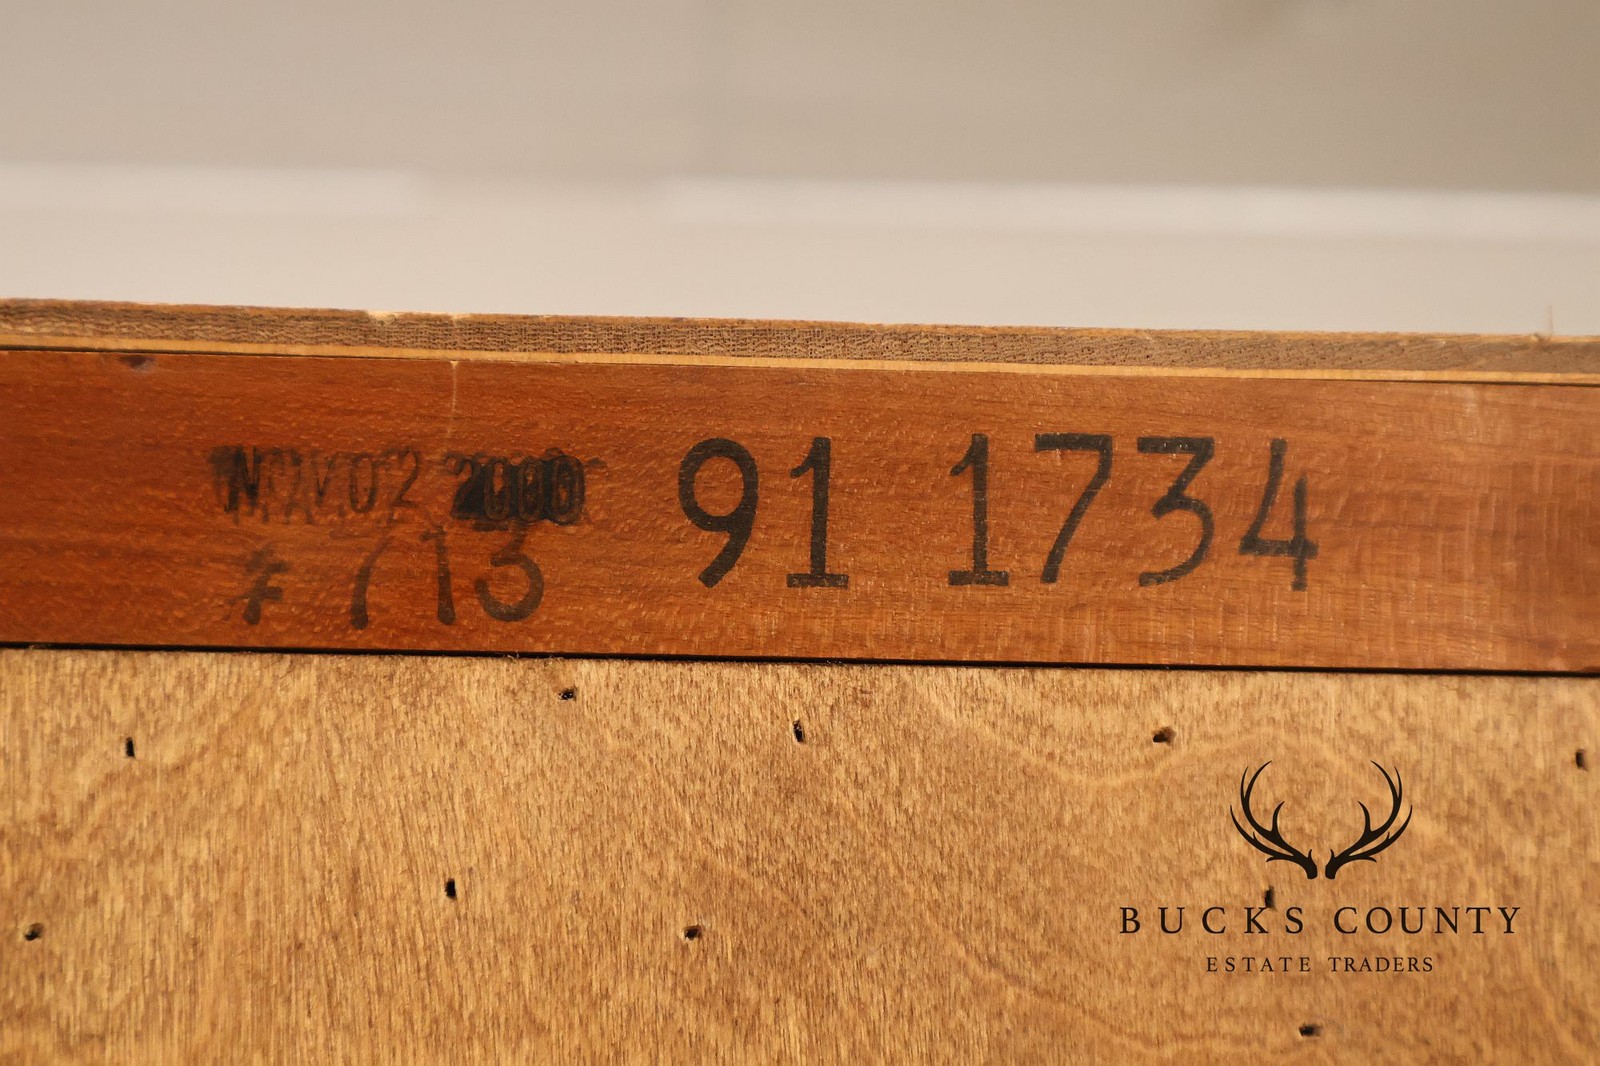 NOV 02 2000 91 1734
# 713
BUCKS COUNTY
ESTATE TRADERS